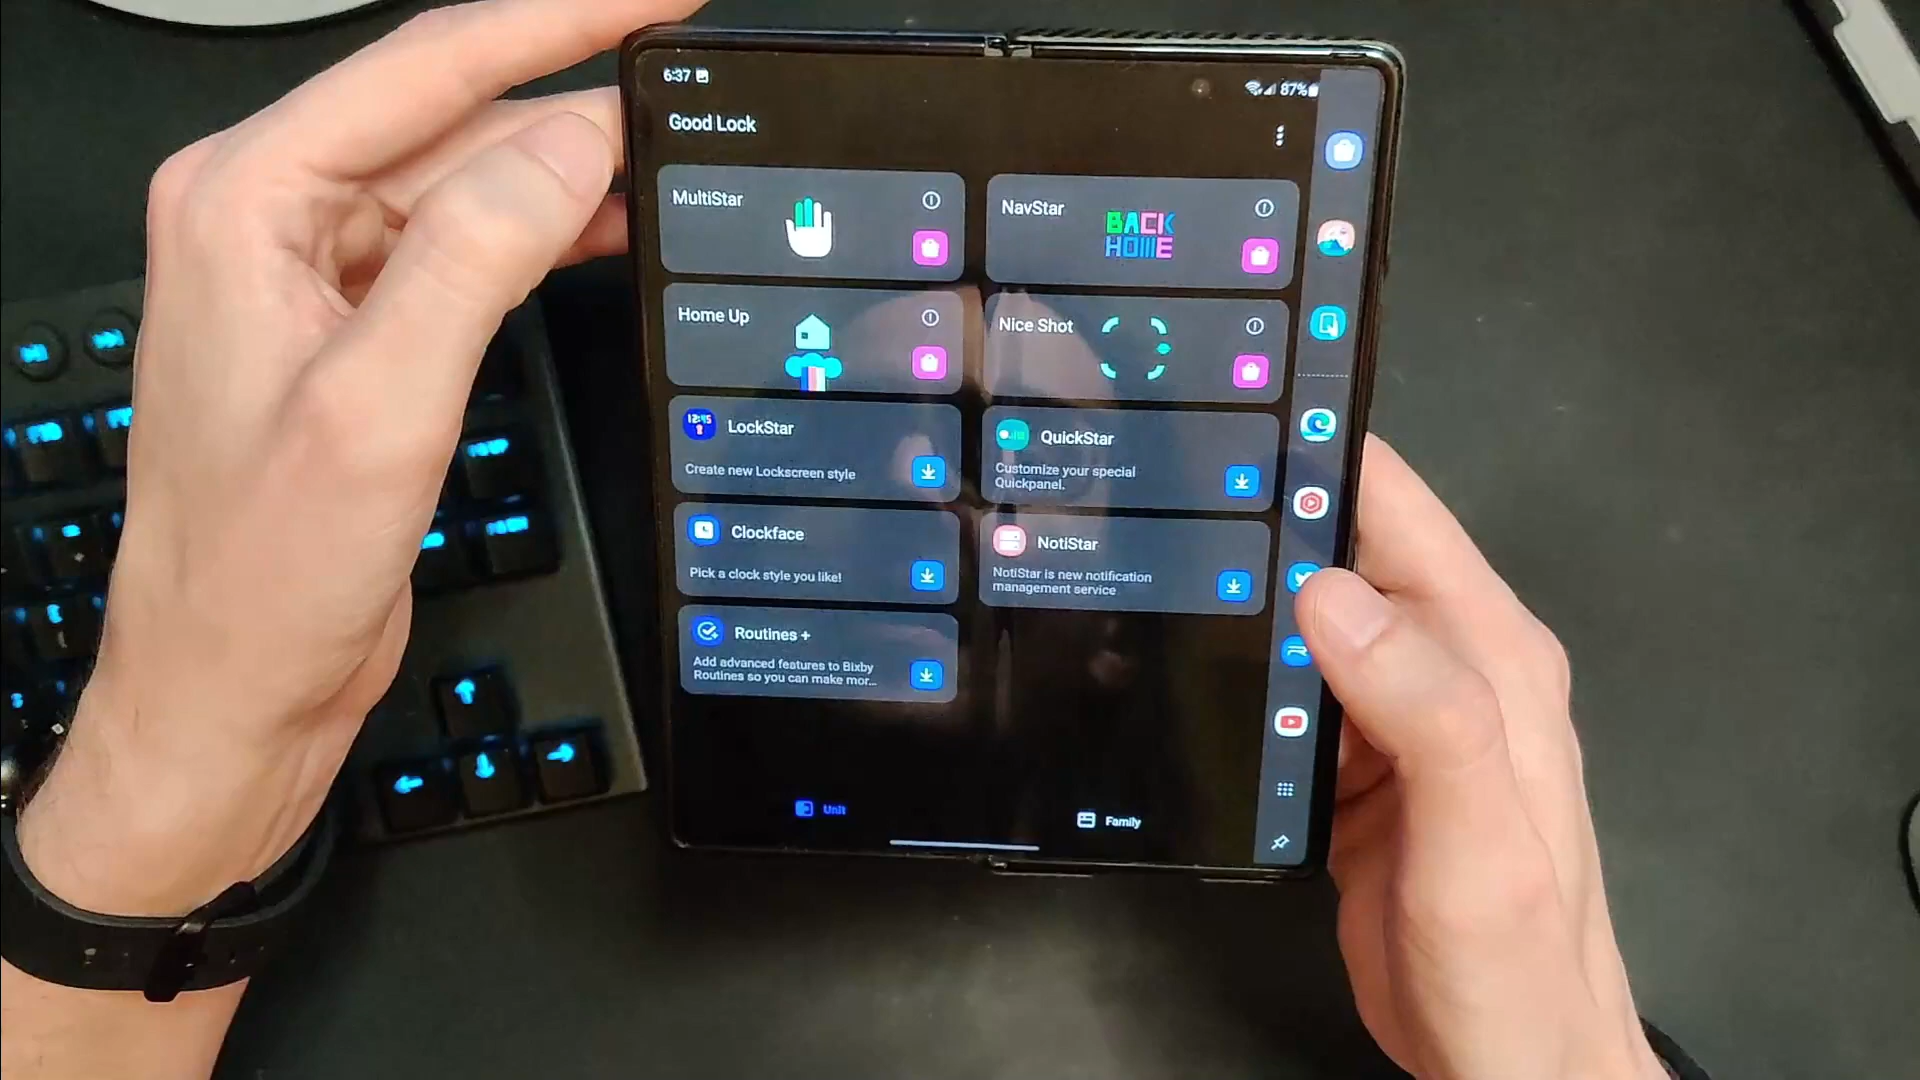 6:37
87%
Good Lock
MultiStar
NavStar
BACK
HOME
Home Up
Nice Shot
12:45
LockStar
Create new Lockscreen style
QuickStar
Customize your special
Quickpanel.
Clockface
Pick a clock style you like!
NotiStar
NotiStar is new notification
management service
Routines +
Add advanced features to Bixby
Routines so you can make mor...
Unit
Family